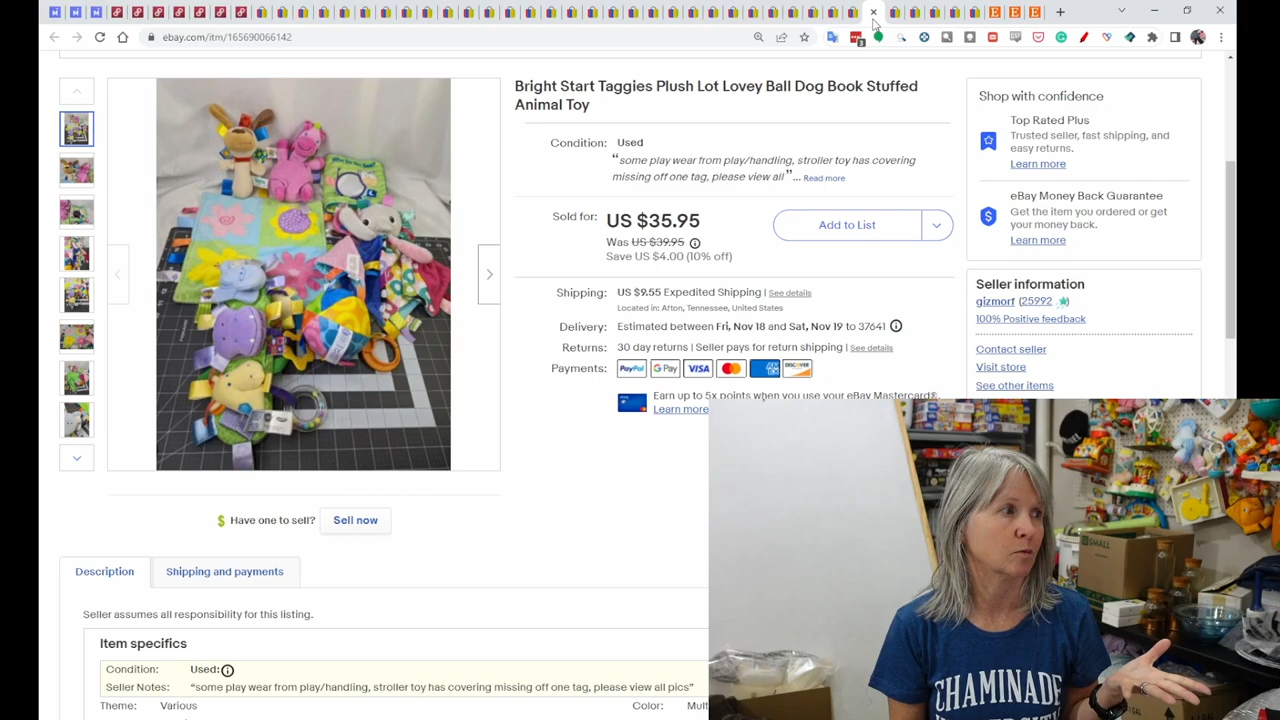 ebay.com/itm/165690066142
3
Bright Start Taggies Plush Lot Lovey Ball Dog Book Stuffed
Animal Toy
Condition: Used
“some play wear from play/handling, stroller toy has covering
missing off one tag, please view all ”... Read more
Sold for: US $35.95
Was US $39.95
Save US $4.00 (10% off)
Add to List
Shipping: US $9.55 Expedited Shipping | See details
Located in: Afton, Tennessee, United States
Delivery: Estimated between Fri, Nov 18 and Sat, Nov 19 to 37641
Returns: 30 day returns | Seller pays for return shipping | See details
Payments: PayPal G Pay VISA DISCOVER
Earn up to 5x points when you use your eBay Mastercard®.
Learn more
Shop with confidence
Top Rated Plus
Trusted seller, fast shipping, and
easy returns.
Learn more
eBay Money Back Guarantee
Get the item you ordered or get
your money back.
Learn more
Seller information
gizmorf (25992)
100% Positive feedback
Contact seller
Visit store
See other items
Have one to sell? Sell now
Description
Shipping and payments
Seller assumes all responsibility for this listing.
Item specifics
Condition: Used:
Seller Notes: “some play wear from play/handling, stroller toy has covering missing off one tag, please view all pics”
Theme: Various
Color:
SMALL
CHAMINADE